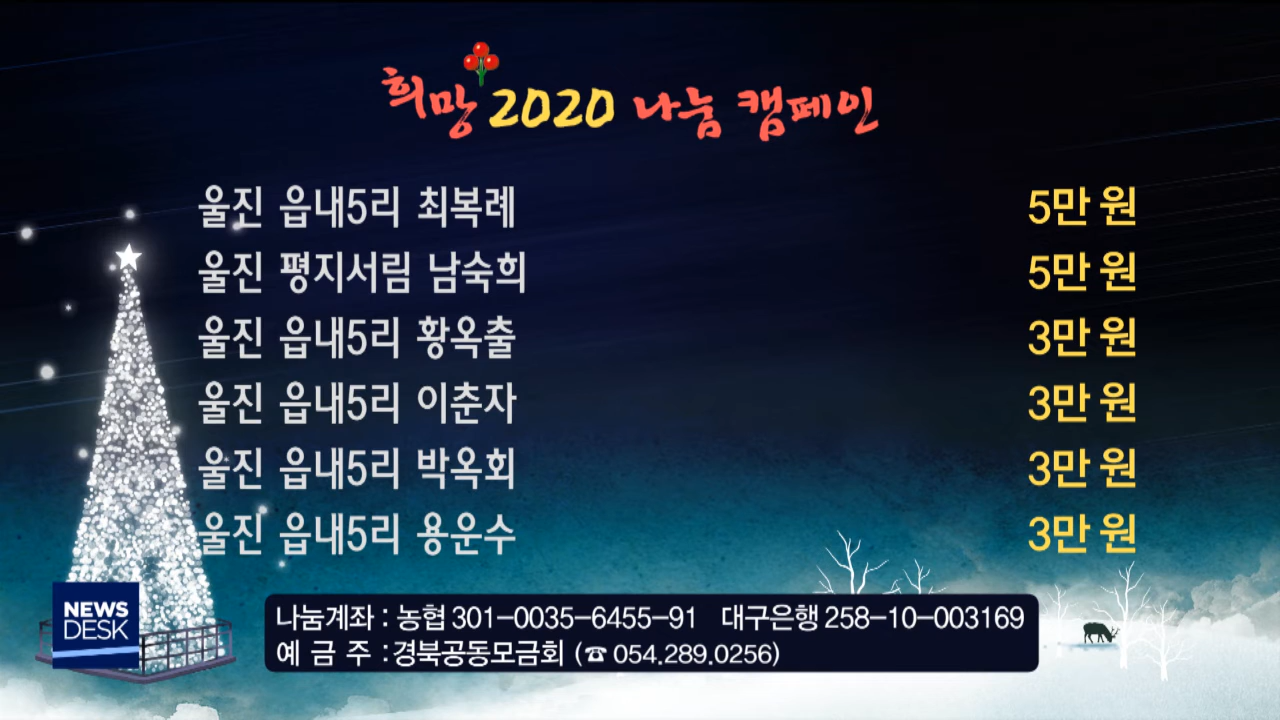 희망 2020 나눔 캠페인
울진 읍내5리 최복례 5만 원
울진 평지서림 남숙희 5만 원
울진 읍내5리 황옥출 3만 원
울진 읍내5리 이춘자 3만 원
울진 읍내5리 박옥회 3만 원
울진 읍내5리 용운수 3만 원
NEWS
DESK
나눔계좌 : 농협 301-0035-6455-91 대구은행 258-10-003169
예 금 주 : 경북공동모금회 (☎ 054.289.0256)